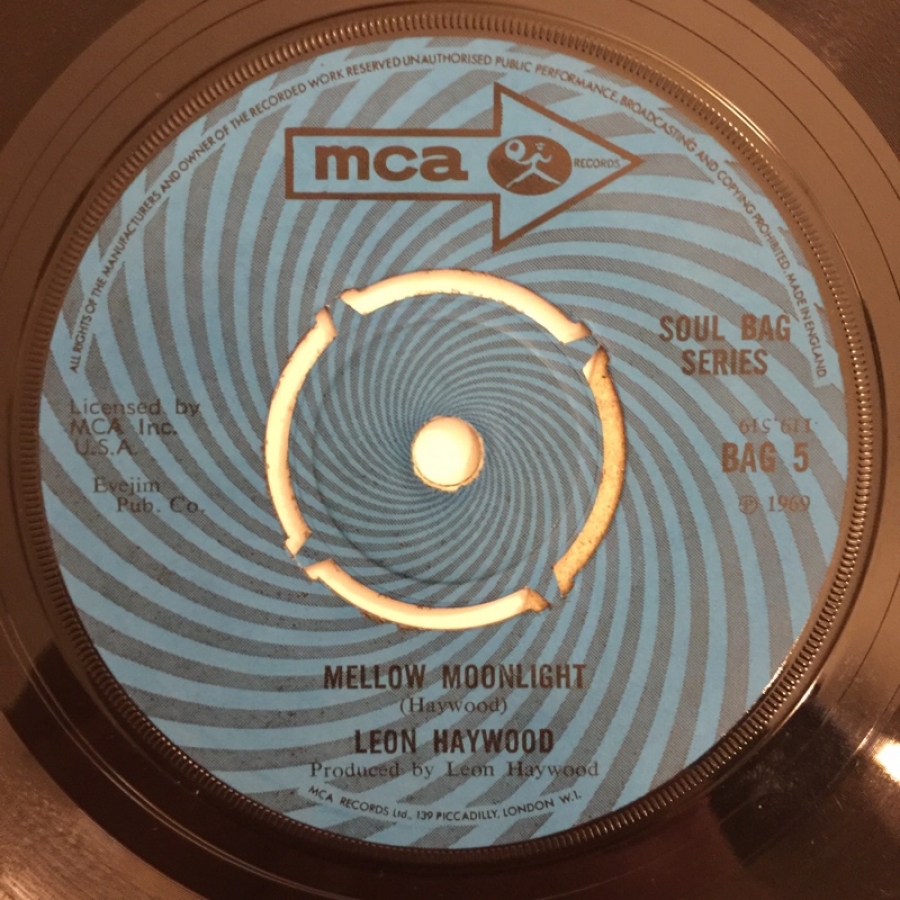 ALL RIGHTS OF THE MANUFACTURERS AND OWNER OF THE RECORDED WORK RESERVED UNAUTHORISED PUBLIC PERFORMANCE, BROADCASTING AND COPYING PROHIBITED. MADE IN ENGLAND.
mca RECORDS
SOUL BAG
SERIES
Licensed by
MCA Inc.
U.S.A.
119,519
BAG 5
Evejim
Pub. Co.
℗ 1969
MELLOW MOONLIGHT
(Haywood)
LEON HAYWOOD
Produced by Leon Haywood
MCA RECORDS Ltd., 139 PICCADILLY, LONDON W.1.